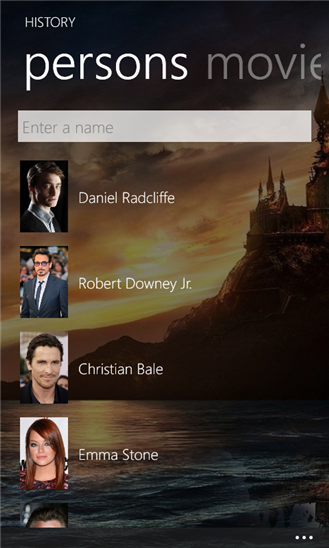 HISTORY
persons movie
Enter a name
Daniel Radcliffe
Robert Downey Jr.
Christian Bale
Emma Stone